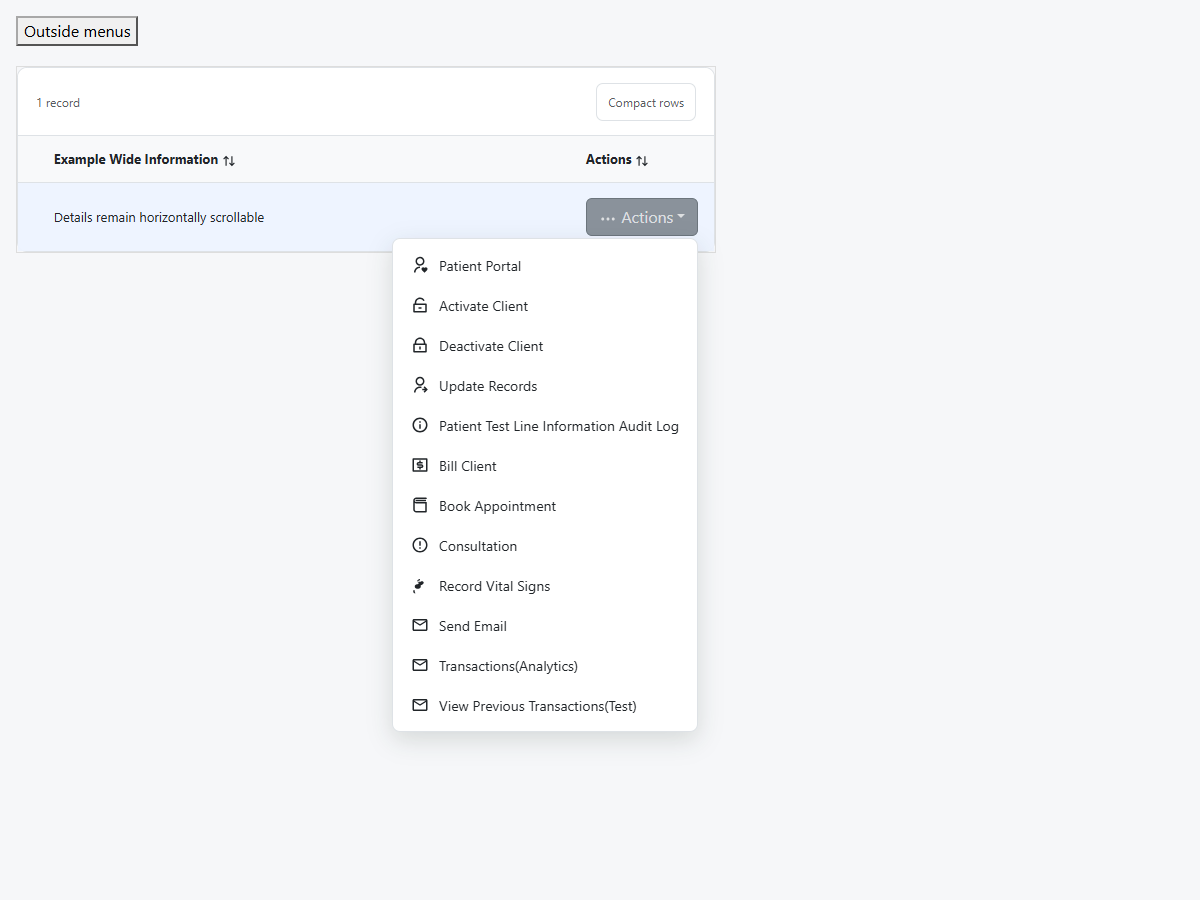 Outside menus
1 record
Compact rows
Example Wide Information
Actions
Details remain horizontally scrollable
Actions
Patient Portal
Activate Client
Deactivate Client
Update Records
Patient Test Line Information Audit Log
Bill Client
Book Appointment
Consultation
Record Vital Signs
Send Email
Transactions(Analytics)
View Previous Transactions(Test)